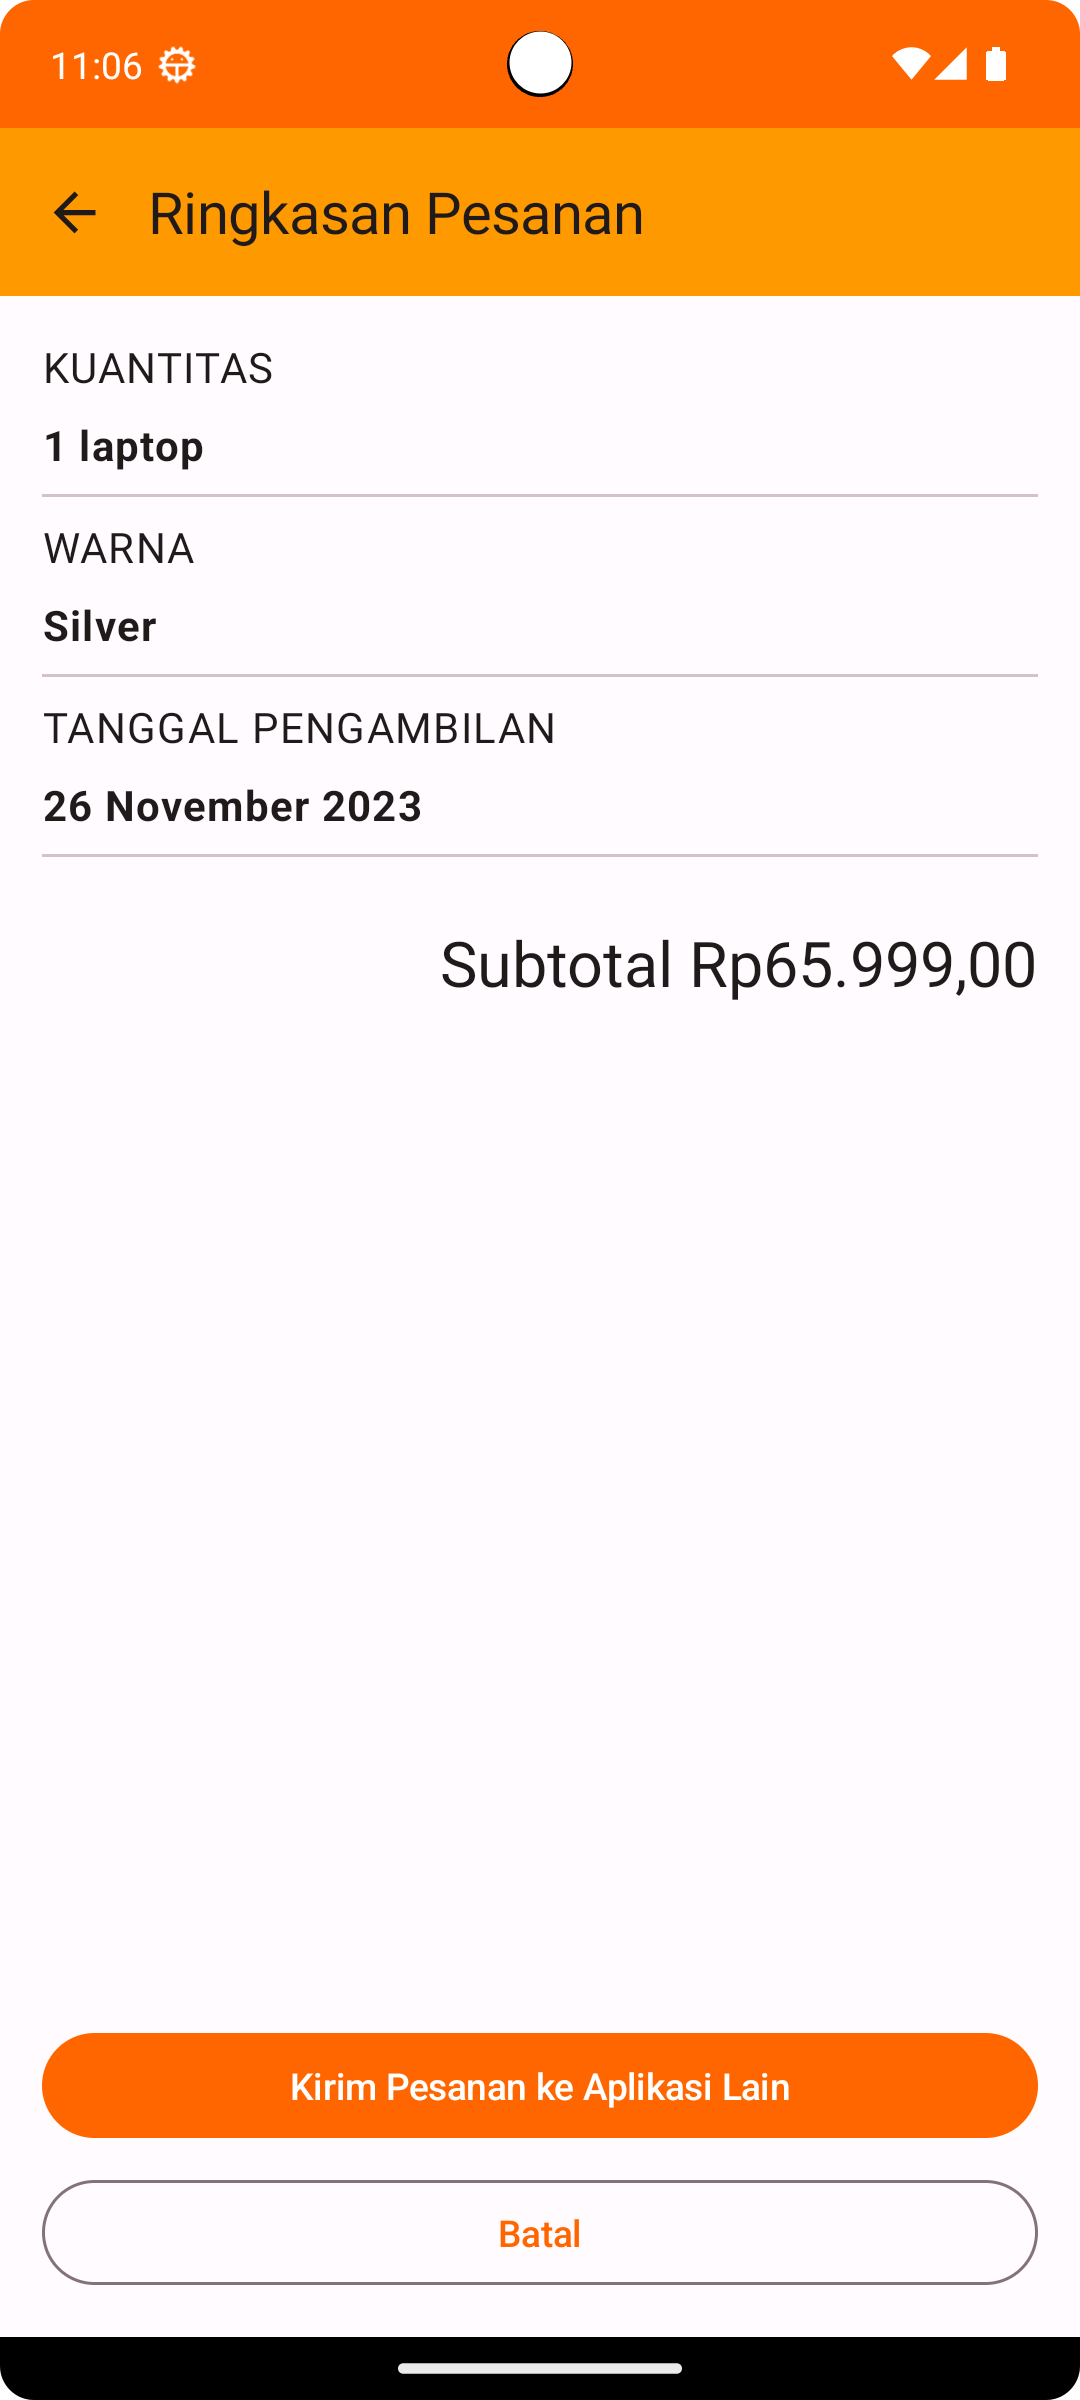 11:06
Ringkasan Pesanan
KUANTITAS
1 laptop
WARNA
Silver
TANGGAL PENGAMBILAN
26 November 2023
Subtotal Rp65.999,00
Kirim Pesanan ke Aplikasi Lain
Batal